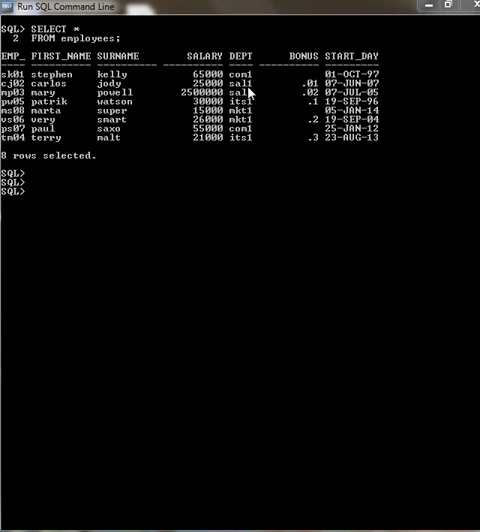 Run SQL Command Line
SQL> SELECT *
2 FROM employees;
EMP_ FIRST_NAME SURNAME SALARY DEPT BONUS START_DAY
sk01 stephen kelly 65000 com1 01-OCT-97
cj02 carlos jody 25000 sal1 .01 07-JUN-05
mp03 mary powell 2500000 sal1 .02 07-JUL-05
pw05 patrik watson 30000 its1 .1 19-SEP-96
ms08 marta super 15000 mkt1 05-JAN-14
vs06 very smart 26000 mkt1 .2 19-SEP-04
ps07 paul saxo 55000 com1 25-JAN-12
tm04 terry malt 21000 its1 .3 23-AUG-13
8 rows selected.
SQL>
SQL>
SQL>